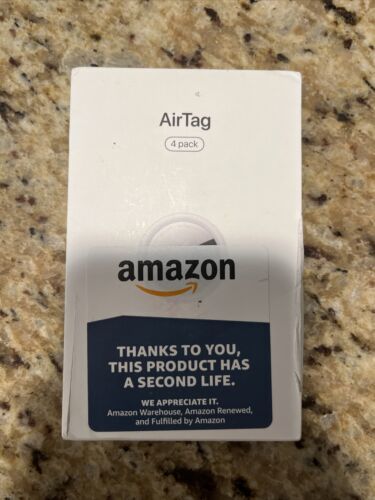 AirTag
4 pack
amazon
THANKS TO YOU,
THIS PRODUCT HAS
A SECOND LIFE.
WE APPRECIATE IT.
Amazon Warehouse, Amazon Renewed,
and Fulfilled by Amazon